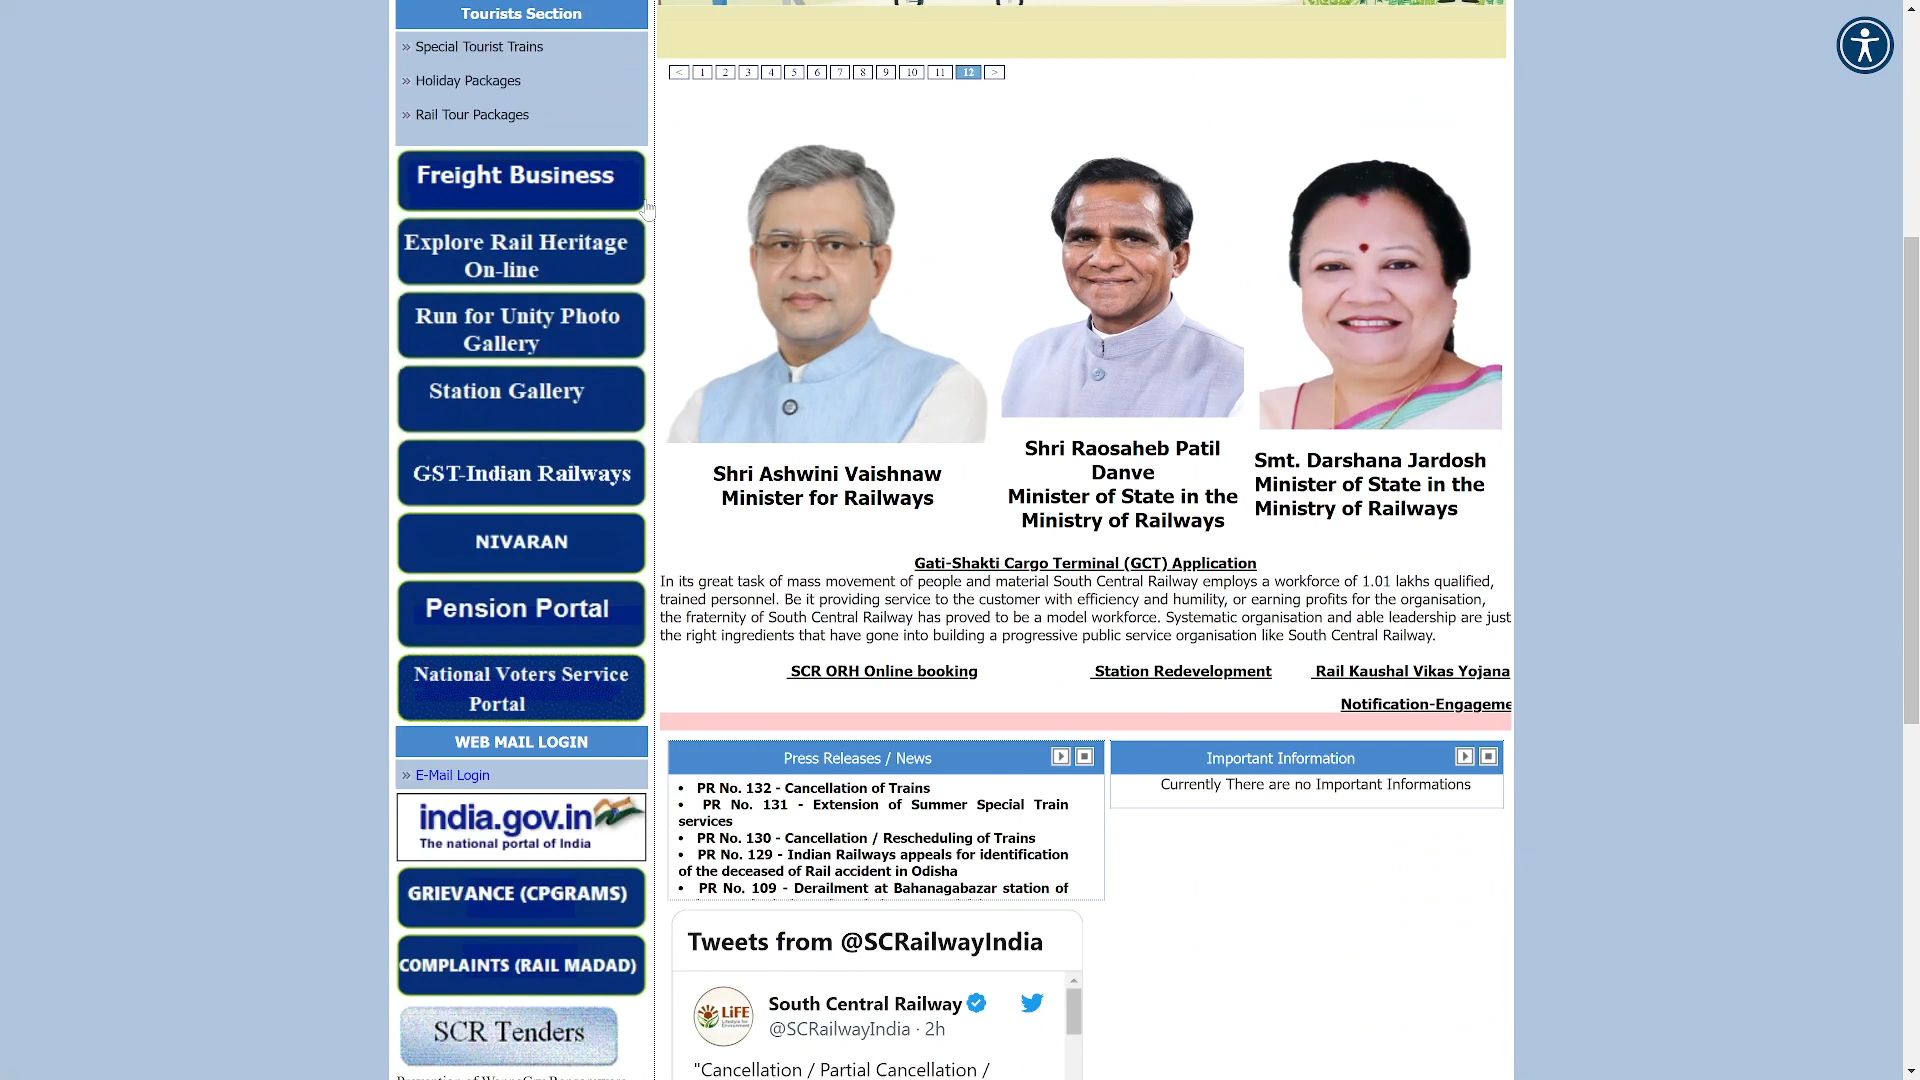 Tourists Section
» Special Tourist Trains
» Holiday Packages
» Rail Tour Packages
Freight Business
Explore Rail Heritage
On-line
Run for Unity Photo
Gallery
Station Gallery
GST-Indian Railways
NIVARAN
Pension Portal
National Voters Service
Portal
WEB MAIL LOGIN
» E-Mail Login
india.gov.in
The national portal of India
GRIEVANCE (CPGRAMS)
COMPLAINTS (RAIL MADAD)
SCR Tenders
< 1 2 3 4 5 6 7 8 9 10 11 12 >
Shri Ashwini Vaishnaw
Minister for Railways
Shri Raosaheb Patil
Danve
Minister of State in the
Ministry of Railways
Smt. Darshana Jardosh
Minister of State in the
Ministry of Railways
Gati-Shakti Cargo Terminal (GCT) Application
In its great task of mass movement of people and material South Central Railway employs a workforce of 1.01 lakhs qualified,
trained personnel. Be it providing service to the customer with efficiency and humility, or earning profits for the organisation,
the fraternity of South Central Railway has proved to be a model workforce. Systematic organisation and able leadership are just
the right ingredients that have gone into building a progressive public service organisation like South Central Railway.
SCR ORH Online booking Station Redevelopment Rail Kaushal Vikas Yojana
Notification-Engageme
Press Releases / News
• PR No. 132 - Cancellation of Trains
• PR No. 131 - Extension of Summer Special Train
services
• PR No. 130 - Cancellation / Rescheduling of Trains
• PR No. 129 - Indian Railways appeals for identification
of the deceased of Rail accident in Odisha
• PR No. 109 - Derailment at Bahanagabazar station of
Important Information
Currently There are no Important Informations
Tweets from @SCRailwayIndia
LiFE
South Central Railway
@SCRailwayIndia · 2h
"Cancellation / Partial Cancellation /